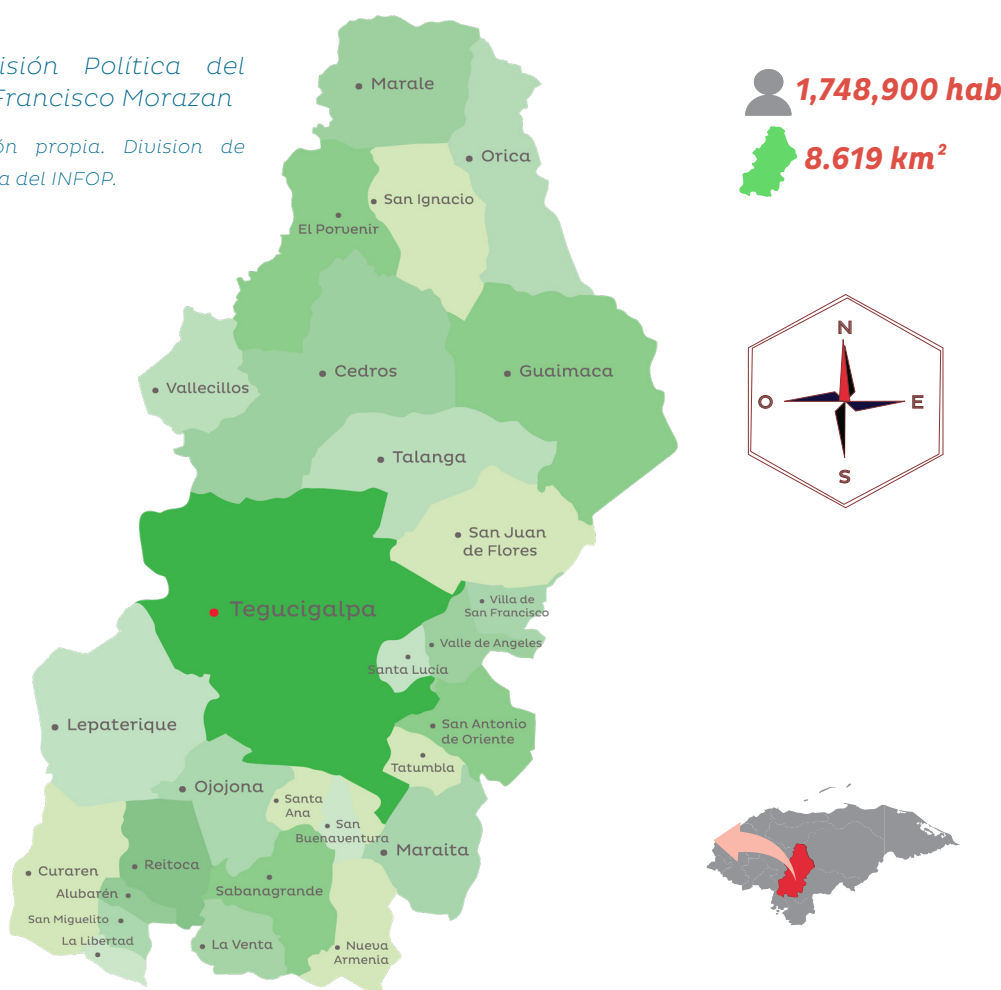 isión Política del
Francisco Morazan
ón propia. Division de
a del INFOP.
1,748,900 hab
8.619 km²
Marale
Orica
San Ignacio
El Porvenir
Cedros
Guaimaca
Vallecillos
Talanga
San Juan
de Flores
Tegucigalpa
Villa de
San Francisco
Valle de Angeles
Santa Lucía
Lepaterique
San Antonio
de Oriente
Tatumbla
Ojojona
Santa
Ana
San
Buenaventura
Maraita
Curaren
Reitoca
Alubarén
Sabanagrande
San Miguelito
La Libertad
La Venta
Nueva
Armenia
N
O
E
S